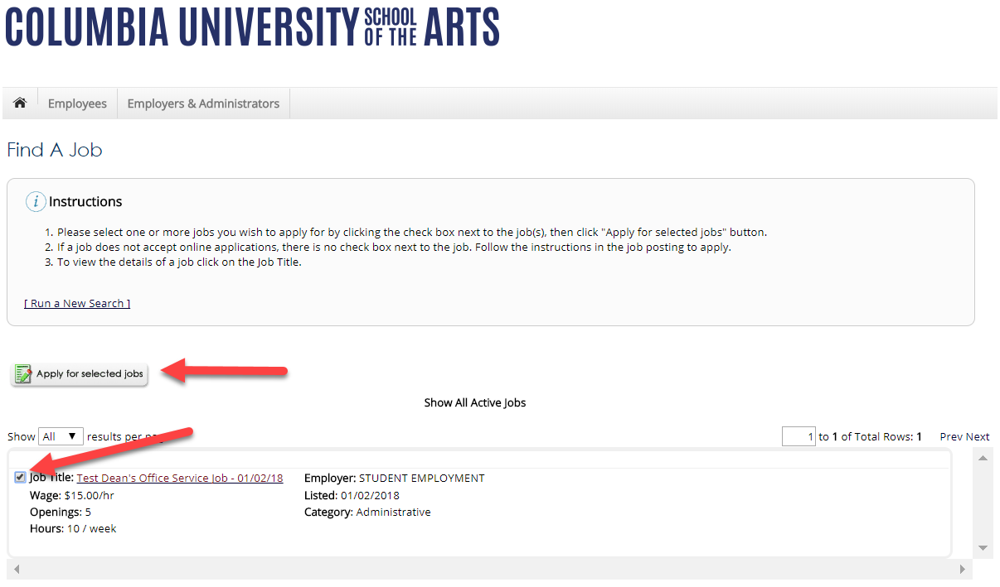 COLUMBIA UNIVERSITY SCHOOL OF THE ARTS
Employees Employers & Administrators
Find A Job
i Instructions
1. Please select one or more jobs you wish to apply for by clicking the check box next to the job(s), then click "Apply for selected jobs" button.
2. If a job does not accept online applications, there is no check box next to the job. Follow the instructions in the job posting to apply.
3. To view the details of a job click on the Job Title.
[ Run a New Search ]
Apply for selected jobs
Show All Active Jobs
Show All ▼ results per 1 to 1 of Total Rows: 1 Prev Next
Job Title: Test Dean's Office Service Job - 01/02/18 Employer: STUDENT EMPLOYMENT
Wage: $15.00/hr Listed: 01/02/2018
Openings: 5 Category: Administrative
Hours: 10 / week